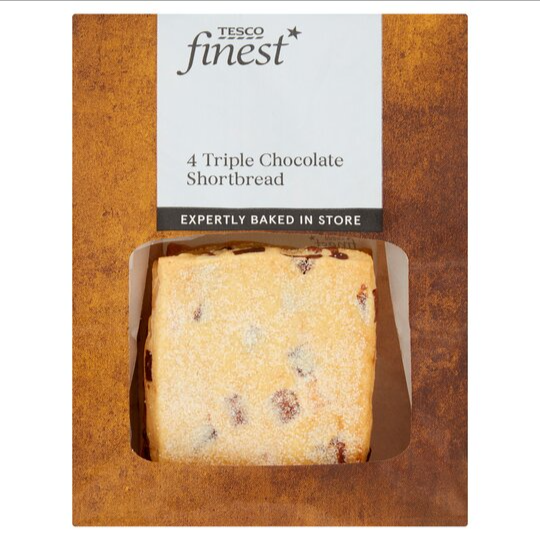 TESCO
finest*
4 Triple Chocolate
Shortbread
EXPERTLY BAKED IN STORE